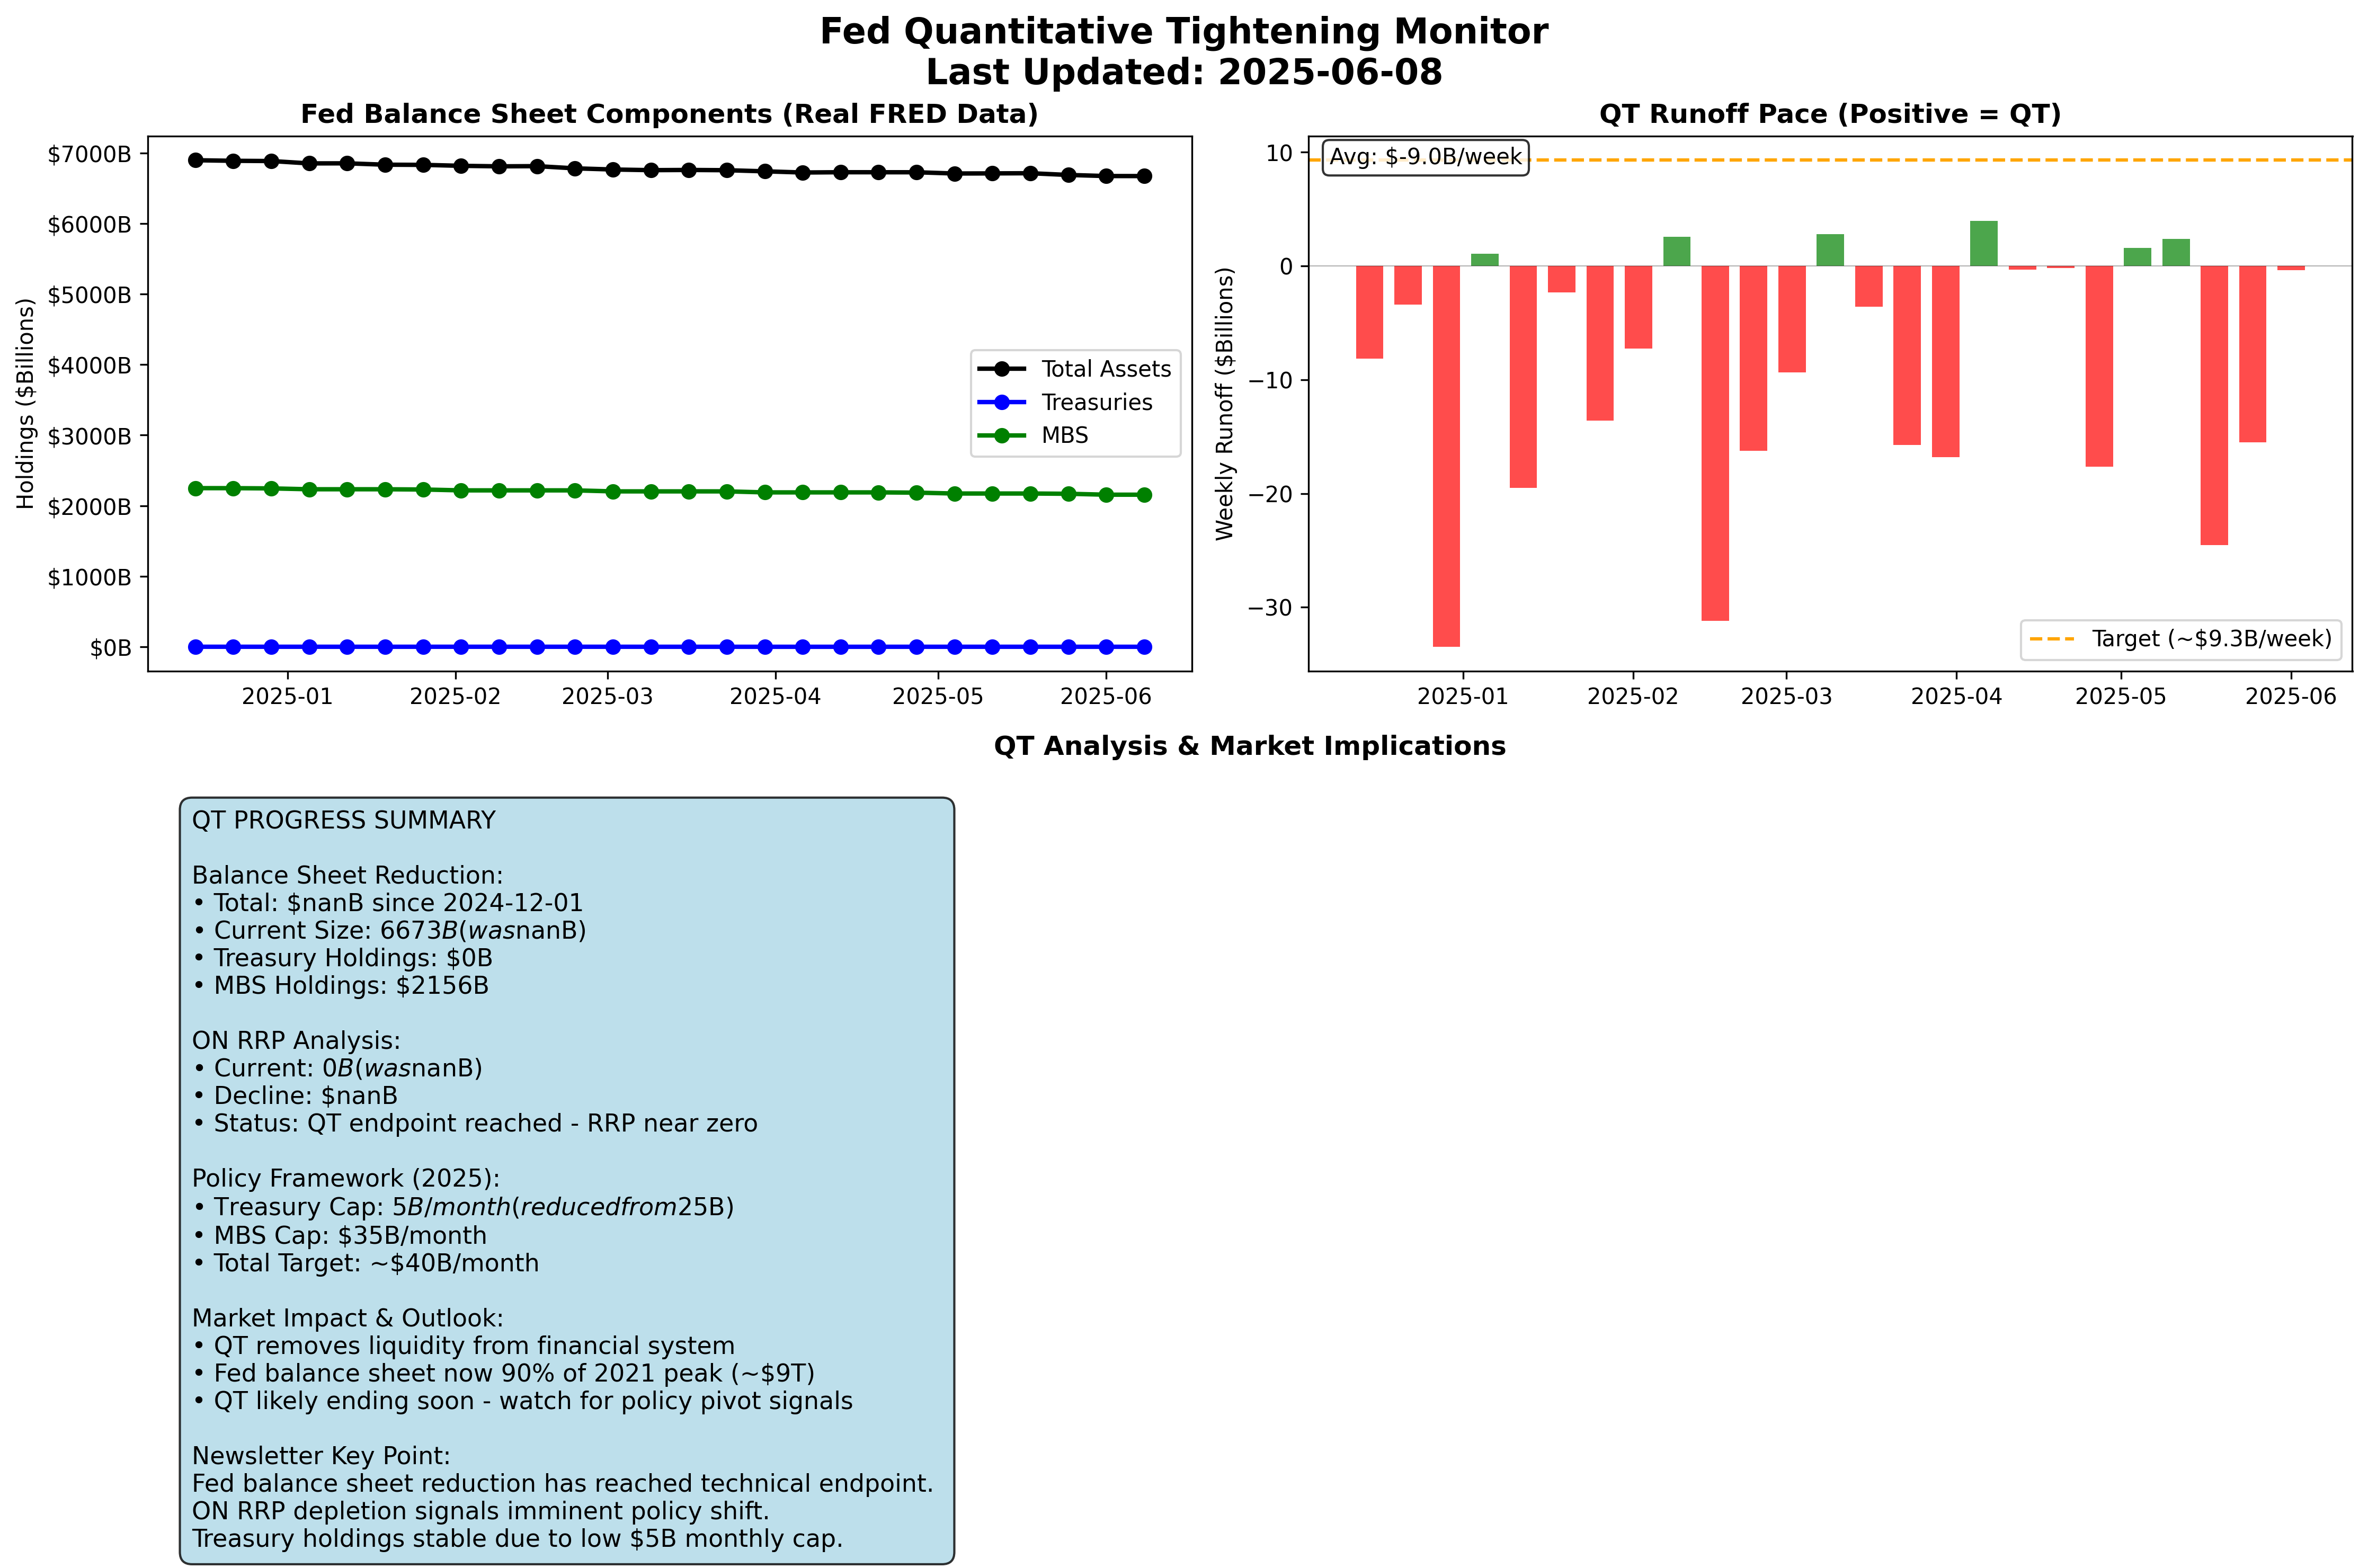 Fed Quantitative Tightening Monitor
Last Updated: 2025-06-08
Fed Balance Sheet Components (Real FRED Data)
Holdings ($Billions)
$7000B
$6000B
$5000B
$4000B
$3000B
$2000B
$1000B
$0B
Total Assets
Treasuries
MBS
2025-01
2025-02
2025-03
2025-04
2025-05
2025-06
QT Runoff Pace (Positive = QT)
Weekly Runoff ($Billions)
10
0
−10
−20
−30
Avg: $-9.0B/week
Target (~$9.3B/week)
2025-01
2025-02
2025-03
2025-04
2025-05
2025-06
QT Analysis & Market Implications
QT PROGRESS SUMMARY
Balance Sheet Reduction:
• Total: $nanB since 2024-12-01
• Current Size: 6673B(wasnanB)
• Treasury Holdings: $0B
• MBS Holdings: $2156B
ON RRP Analysis:
• Current: 0B(wasnanB)
• Decline: $nanB
• Status: QT endpoint reached - RRP near zero
Policy Framework (2025):
• Treasury Cap: 5B/month(reducedfrom25B)
• MBS Cap: $35B/month
• Total Target: ~$40B/month
Market Impact & Outlook:
• QT removes liquidity from financial system
• Fed balance sheet now 90% of 2021 peak (~$9T)
• QT likely ending soon - watch for policy pivot signals
Newsletter Key Point:
Fed balance sheet reduction has reached technical endpoint.
ON RRP depletion signals imminent policy shift.
Treasury holdings stable due to low $5B monthly cap.